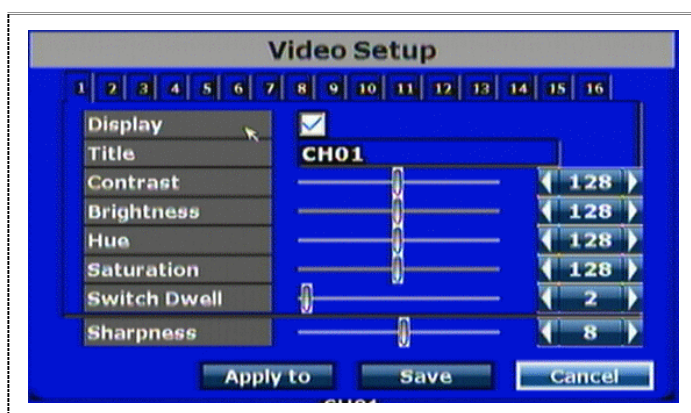 Video Setup
1 2 3 4 5 6 7 8 9 10 11 12 13 14 15 16
Display
Title CH01
Contrast 128
Brightness 128
Hue 128
Saturation 128
Switch Dwell 2
Sharpness 8
Apply to Save Cancel
CH01